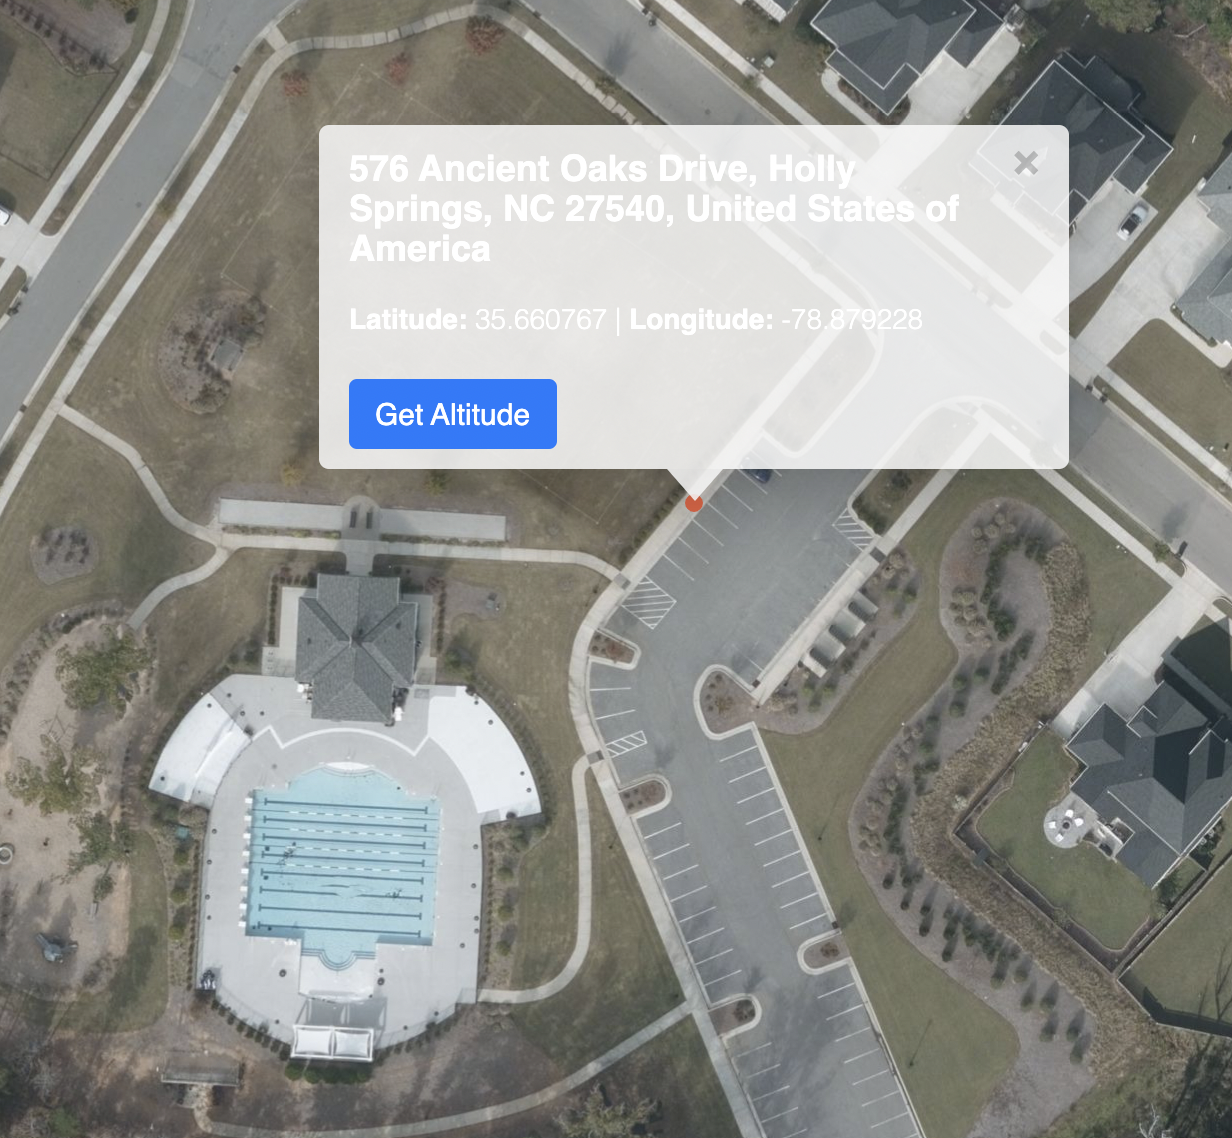 576 Ancient Oaks Drive, Holly
Springs, NC 27540, United States of
America
Latitude: 35.660767 | Longitude: -78.879228
Get Altitude